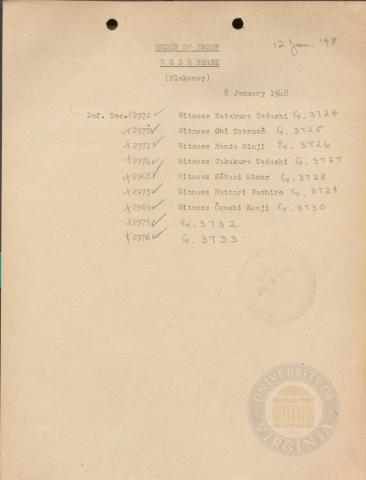 12 Jan. '48
ORDER OF PROOF
U S S R PHASE
(Blakeney)
8 January 1948
Def. Doc. 2972 Witness Katakura Tadashi Ex. 3724
2970 Witness Obi Tetsuzō Ex. 3725
2971 Witness Handa Binji Ex. 3726
2974 Witness Takakura Tadashi Ex. 3727
2968 Witness Kōtani Etsuo Ex. 3728
2973 Witness Hattori Ex. 3729
2969 Witness Ōgoshi Kenji Ex. 3730
2975 Ex. 3732
2976 Ex. 3733
UNIVERSITY OF VIRGINIA